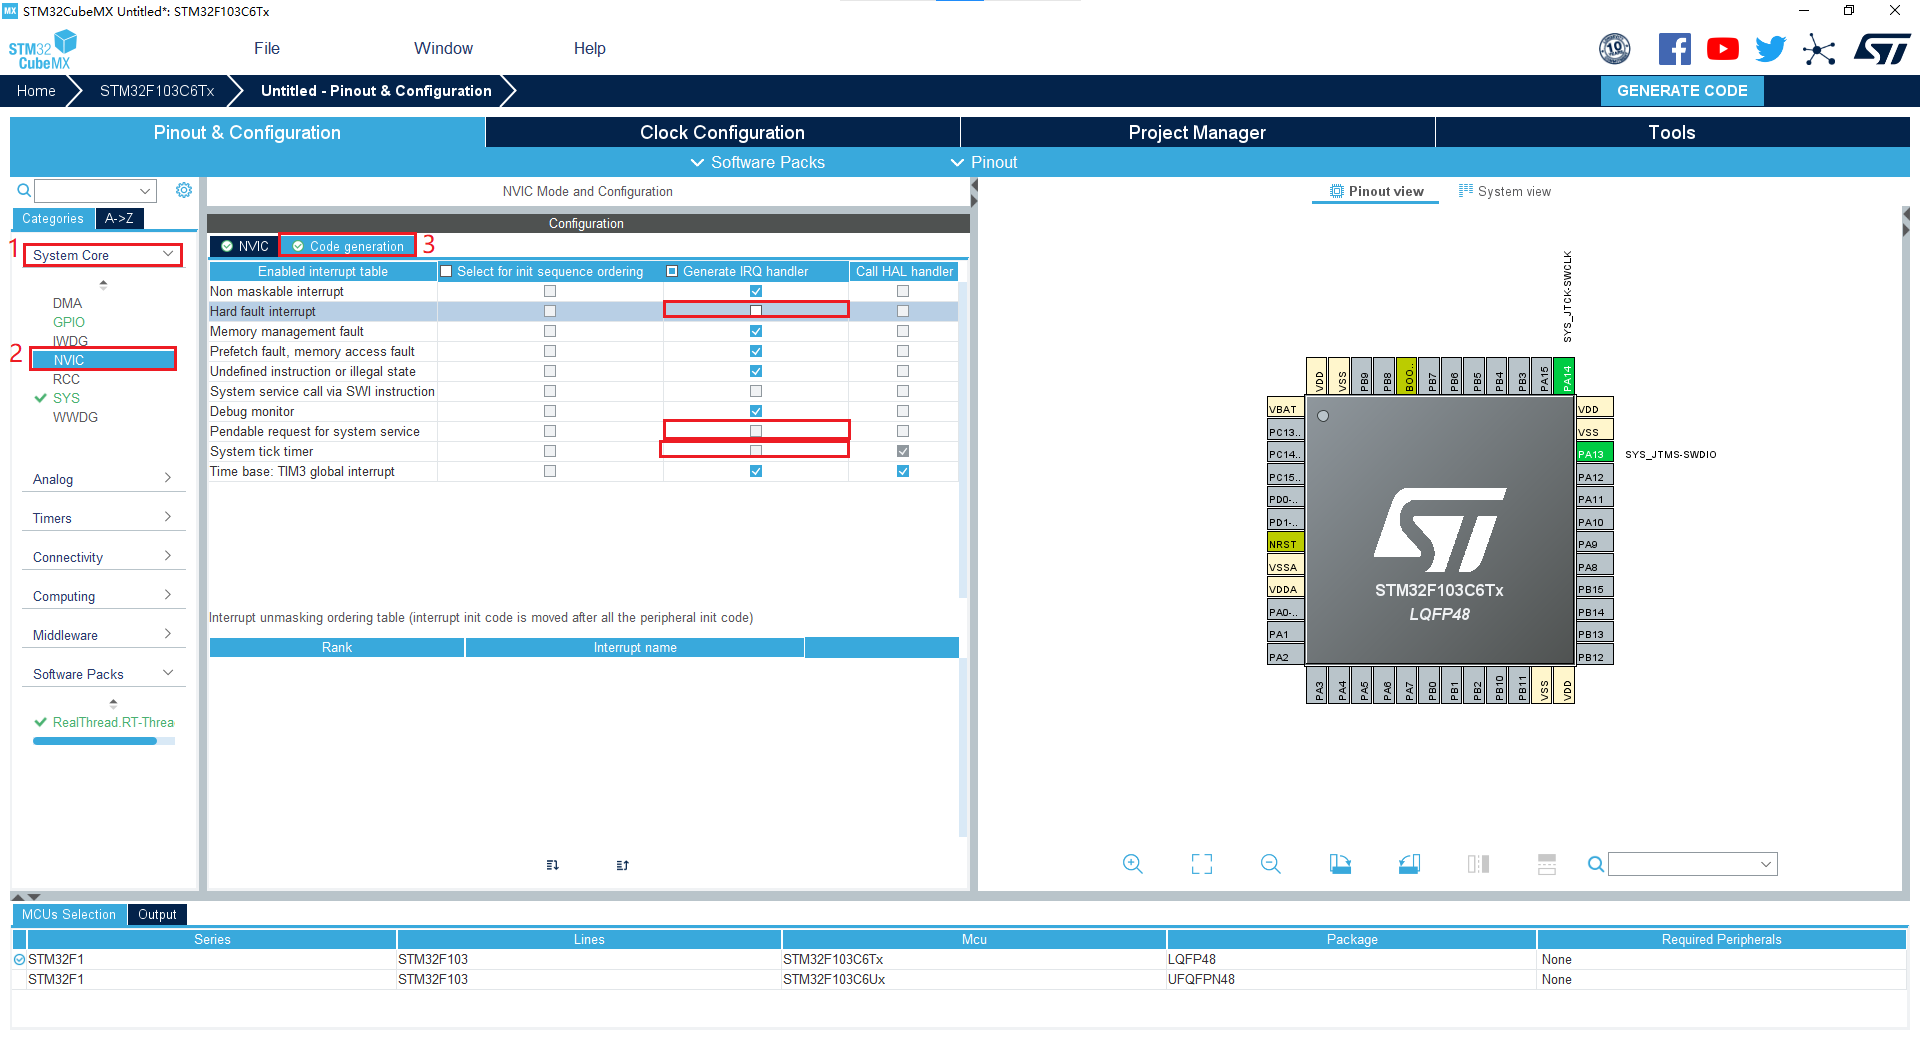 MX STM32CubeMX Untitled*: STM32F103C6Tx
STM32 CubeMX
File Window Help
10 YEARS
Home STM32F103C6Tx Untitled - Pinout & Configuration GENERATE CODE
Pinout & Configuration Clock Configuration Project Manager Tools
Software Packs Pinout
NVIC Mode and Configuration
Pinout view System view
Categories A->Z
Configuration
1 System Core
NVIC Code generation 3
Enabled interrupt table Select for init sequence ordering Generate IRQ handler Call HAL handler
Non maskable interrupt
Hard fault interrupt
Memory management fault
Prefetch fault, memory access fault
Undefined instruction or illegal state
System service call via SWI instruction
Debug monitor
Pendable request for system service
System tick timer
Time base: TIM3 global interrupt
DMA
GPIO
IWDG
2 NVIC
RCC
SYS
WWDG
Analog
Timers
Connectivity
Computing
Middleware
Software Packs
RealThread.RT-Threa
Interrupt unmasking ordering table (interrupt init code is moved after all the peripheral init code)
Rank Interrupt name
SYS_JTCK-SWCLK
VDD VSS PB9 PB8 BOO.. PB7 PB6 PB5 PB4 PB3 PA15 PA14
VBAT
PC13..
PC14..
PC15..
PD0-..
PD1-..
NRST
VSSA
VDDA
PA0-..
PA1
PA2
ST
STM32F103C6Tx
LQFP48
VDD
VSS
PA13 SYS_JTMS-SWDIO
PA12
PA11
PA10
PA9
PA8
PB15
PB14
PB13
PB12
PA3 PA4 PA5 PA6 PA7 PB0 PB1 PB2 PB10 PB11 VSS VDD
MCUs Selection Output
Series Lines Mcu Package Required Peripherals
STM32F1 STM32F103 STM32F103C6Tx LQFP48 None
STM32F1 STM32F103 STM32F103C6Ux UFQFPN48 None